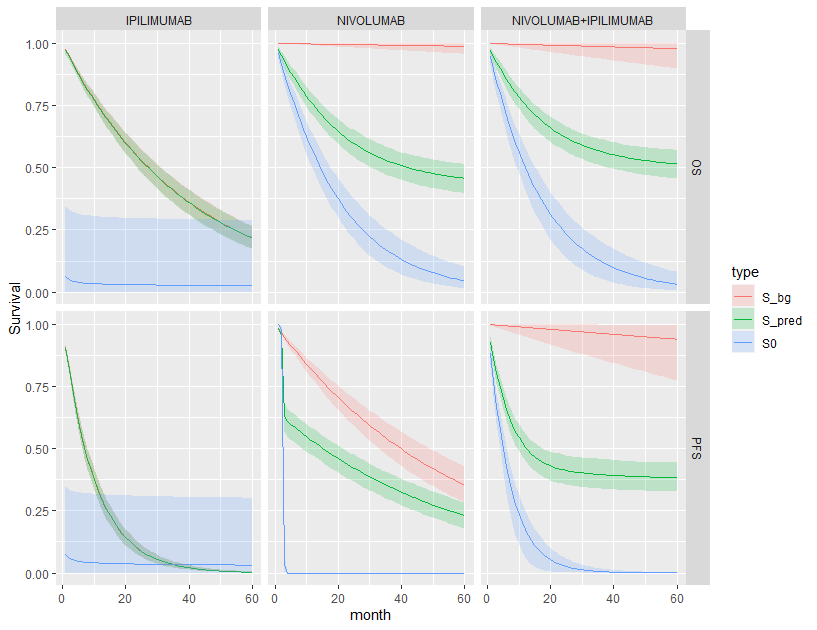 IPILIMUMAB NIVOLUMAB NIVOLUMAB+IPILIMUMAB
1.00
0.75
0.50
0.25
0.00
OS
1.00
0.75
0.50
0.25
0.00
PFS
Survival
0 20 40 60 0 20 40 60 0 20 40 60
month
type
S_bg
S_pred
S0